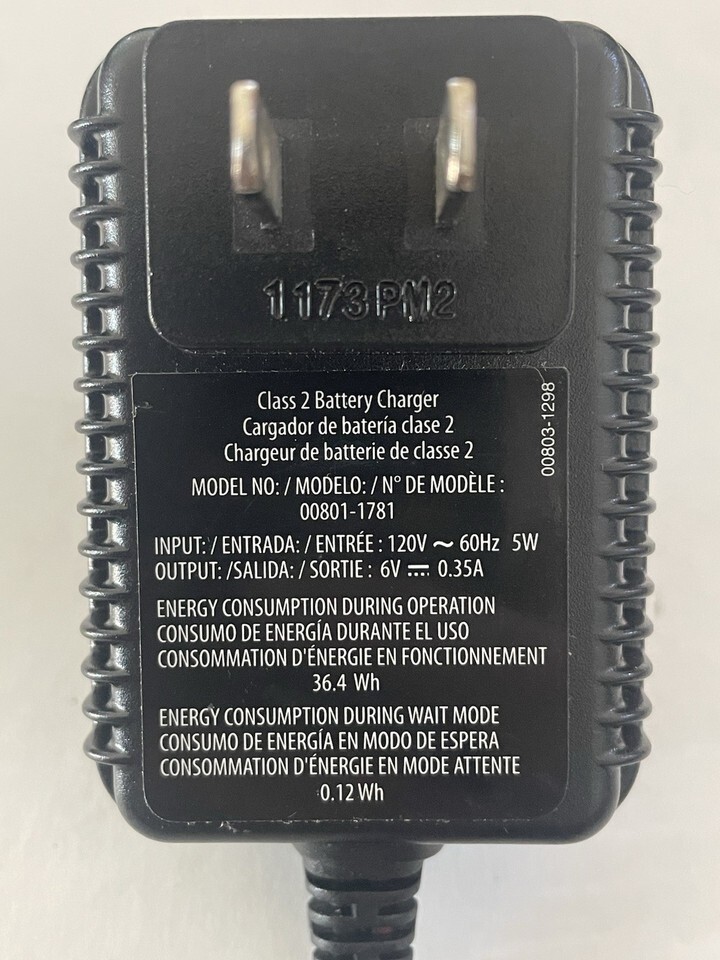 1173PM2
Class 2 Battery Charger
Cargador de batería clase 2
Chargeur de batterie de classe 2
00803-1298
MODEL NO: / MODELO: / N° DE MODÈLE :
00801-1781
INPUT: / ENTRADA: / ENTRÉE : 120V ~ 60Hz 5W
OUTPUT: /SALIDA: / SORTIE : 6V ⎓ 0.35A
ENERGY CONSUMPTION DURING OPERATION
CONSUMO DE ENERGÍA DURANTE EL USO
CONSOMMATION D'ÉNERGIE EN FONCTIONNEMENT
36.4 Wh
ENERGY CONSUMPTION DURING WAIT MODE
CONSUMO DE ENERGÍA EN MODO DE ESPERA
CONSOMMATION D'ÉNERGIE EN MODE ATTENTE
0.12 Wh